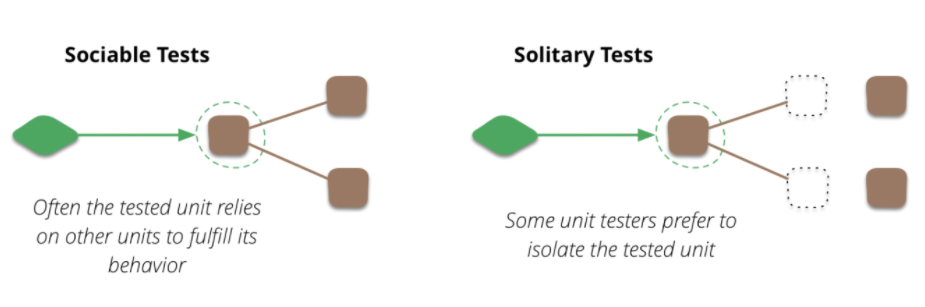 Sociable Tests
Often the tested unit relies
on other units to fulfill its
behavior
Solitary Tests
Some unit testers prefer to
isolate the tested unit